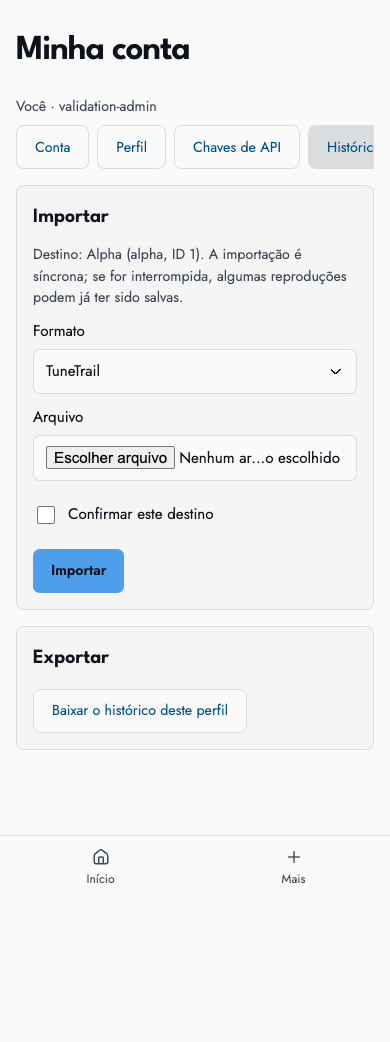 Minha conta
Você · validation-admin
Conta
Perfil
Chaves de API
Históric
Importar
Destino: Alpha (alpha, ID 1). A importação é
síncrona; se for interrompida, algumas reproduções
podem já ter sido salvas.
Formato
TuneTrail
Arquivo
Escolher arquivo Nenhum ar...o escolhido
Confirmar este destino
Importar
Exportar
Baixar o histórico deste perfil
Início
Mais